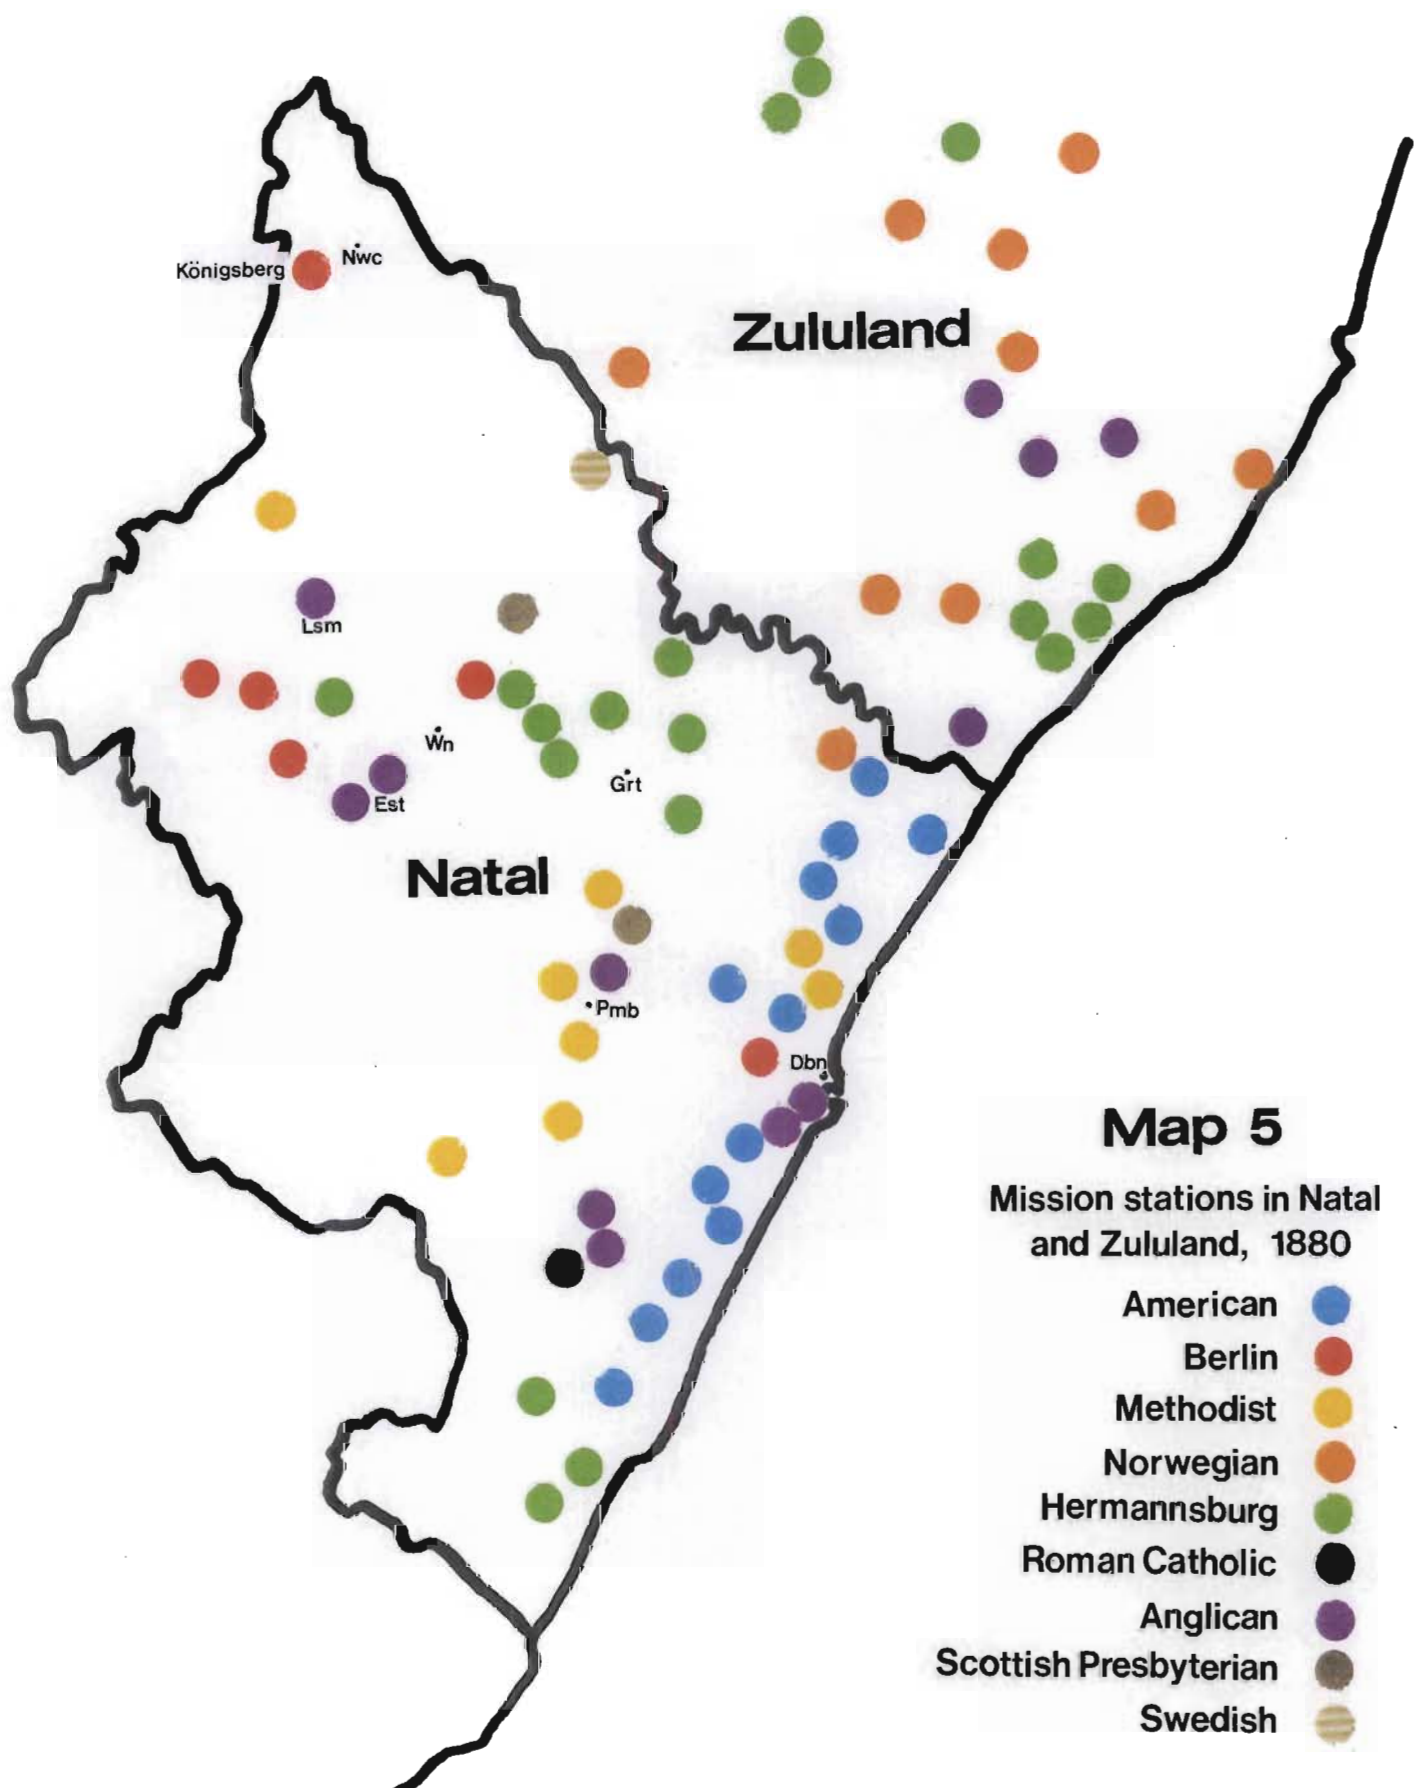 Königsberg
Nwc
Zululand
Lsm
Wn
Est
Grt
Natal
Pmb
Dbn
Map 5
Mission stations in Natal
and Zululand, 1880
American
Berlin
Methodist
Norwegian
Hermannsburg
Roman Catholic
Anglican
Scottish Presbyterian
Swedish